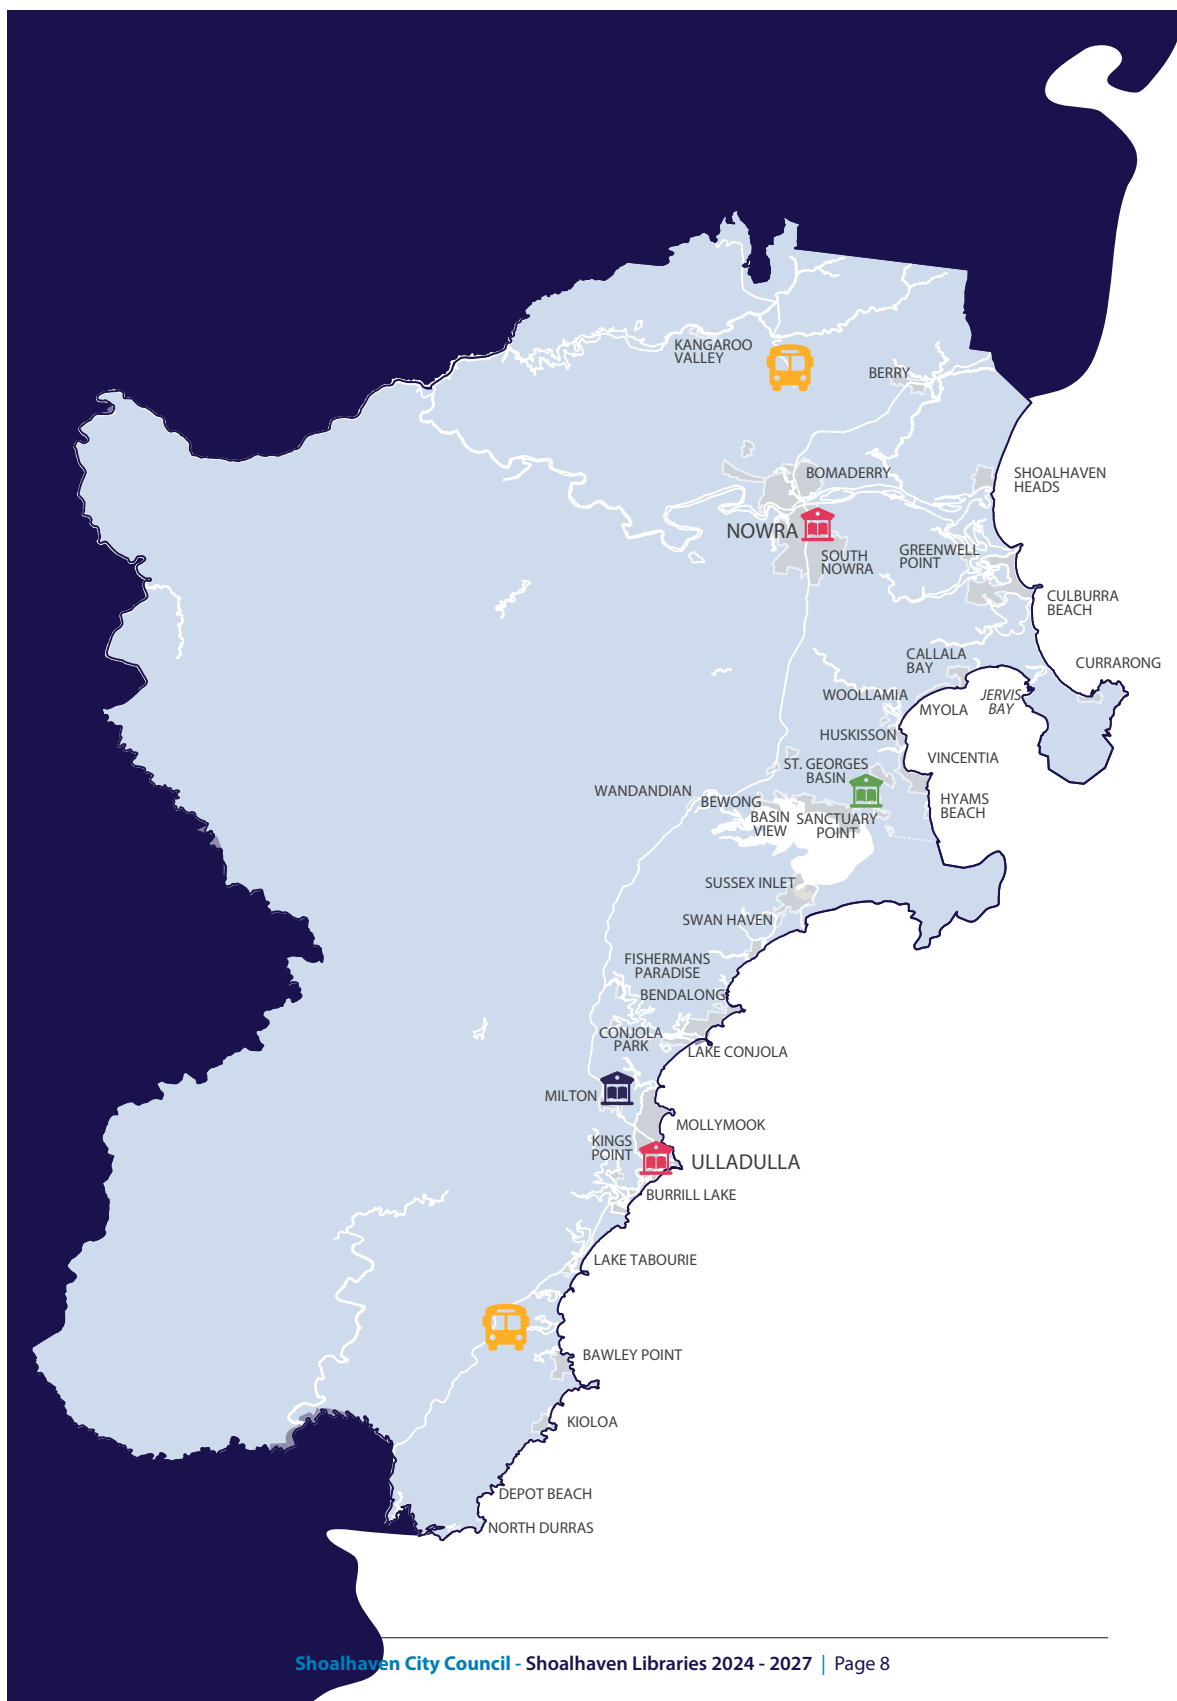 KANGAROO
VALLEY
BERRY
BOMADERRY
SHOALHAVEN
HEADS
NOWRA
SOUTH
NOWRA
GREENWELL
POINT
CULBURRA
BEACH
CALLALA
BAY
CURRARONG
WOOLLAMIA
JERVIS
BAY
MYOLA
HUSKISSON
VINCENTIA
ST. GEORGES
BASIN
WANDANDIAN
BEWONG
HYAMS
BEACH
BASIN
VIEW
SANCTUARY
POINT
SUSSEX INLET
SWAN HAVEN
FISHERMANS
PARADISE
BENDALONG
CONJOLA
PARK
LAKE CONJOLA
MILTON
MOLLYMOOK
KINGS
POINT
ULLADULLA
BURRILL LAKE
LAKE TABOURIE
BAWLEY POINT
KIOLOA
DEPOT BEACH
NORTH DURRAS
Shoalhaven City Council - Shoalhaven Libraries 2024 - 2027 | Page 8